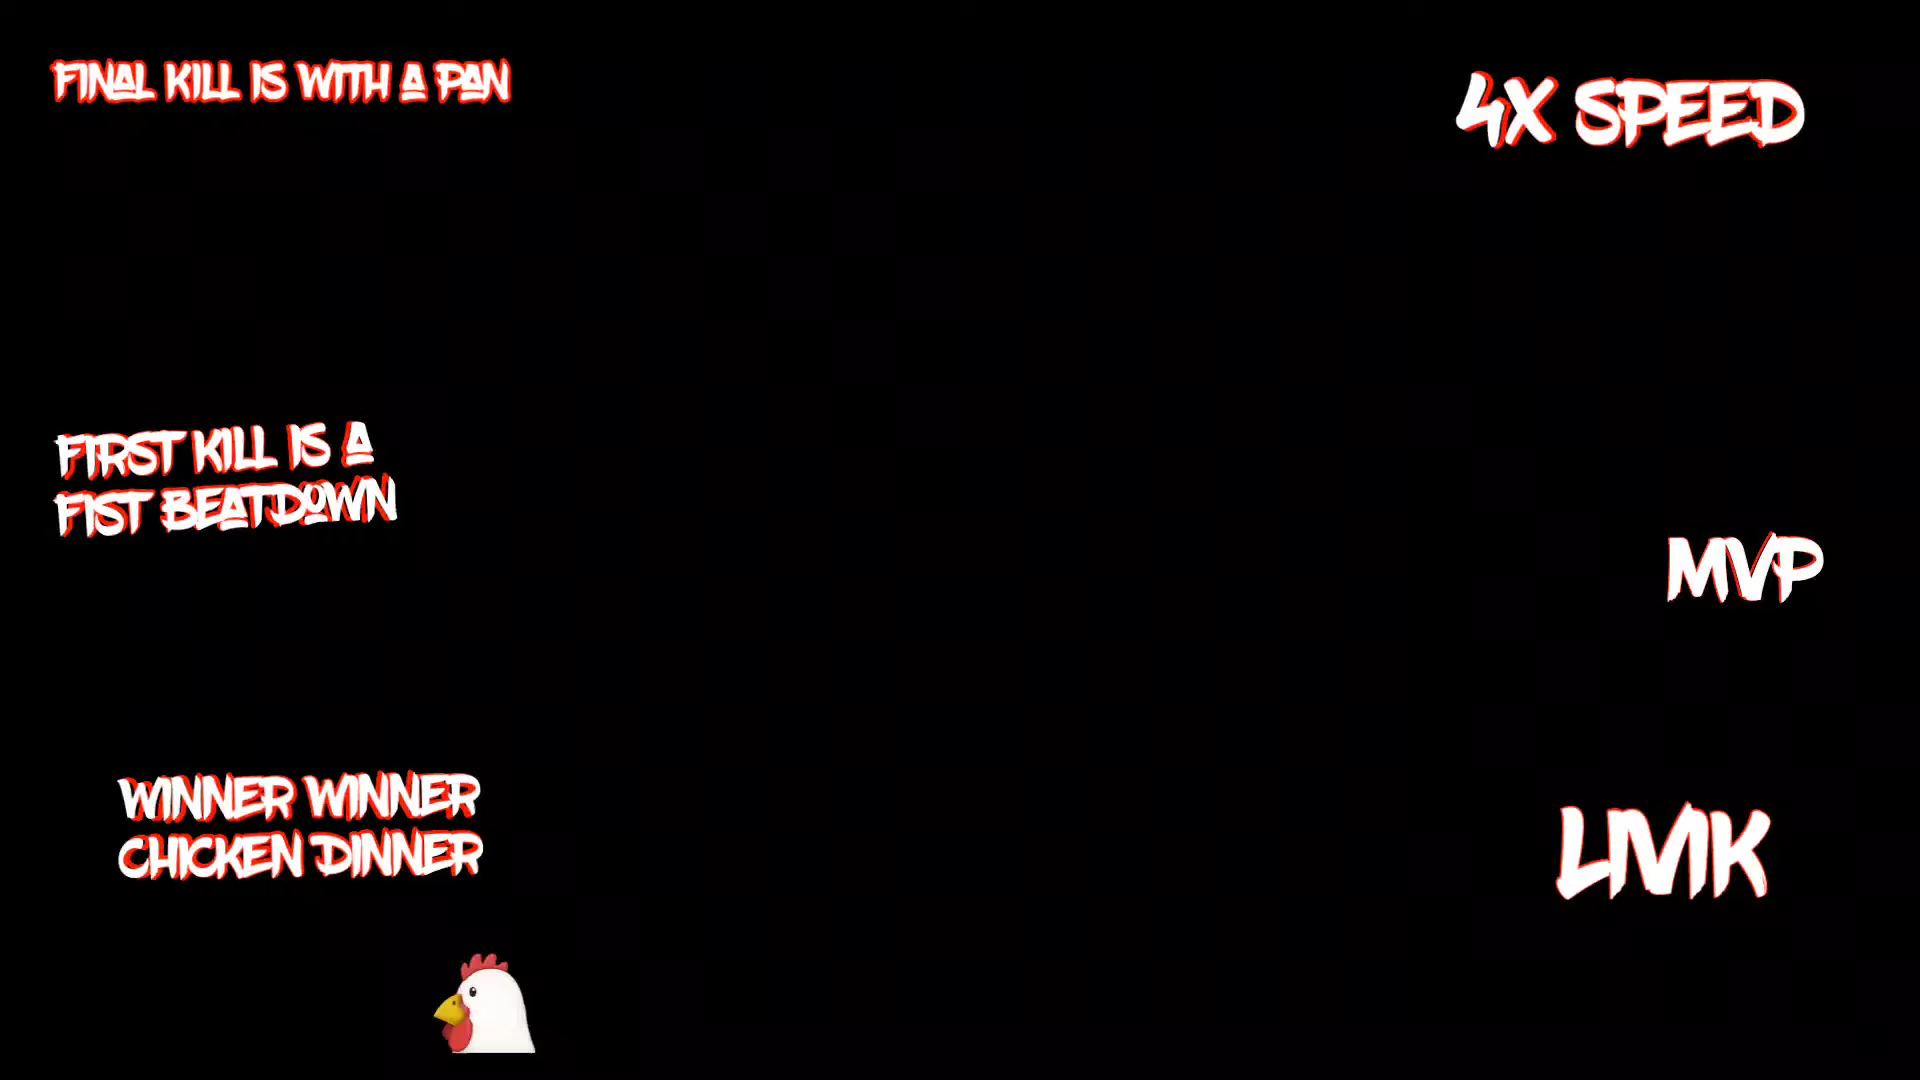 FINAL KILL IS WITH A PAN
4X SPEED
FIRST KILL IS A
FIST BEATDOWN
MVP
WINNER WINNER
CHICKEN DINNER
LIVIK